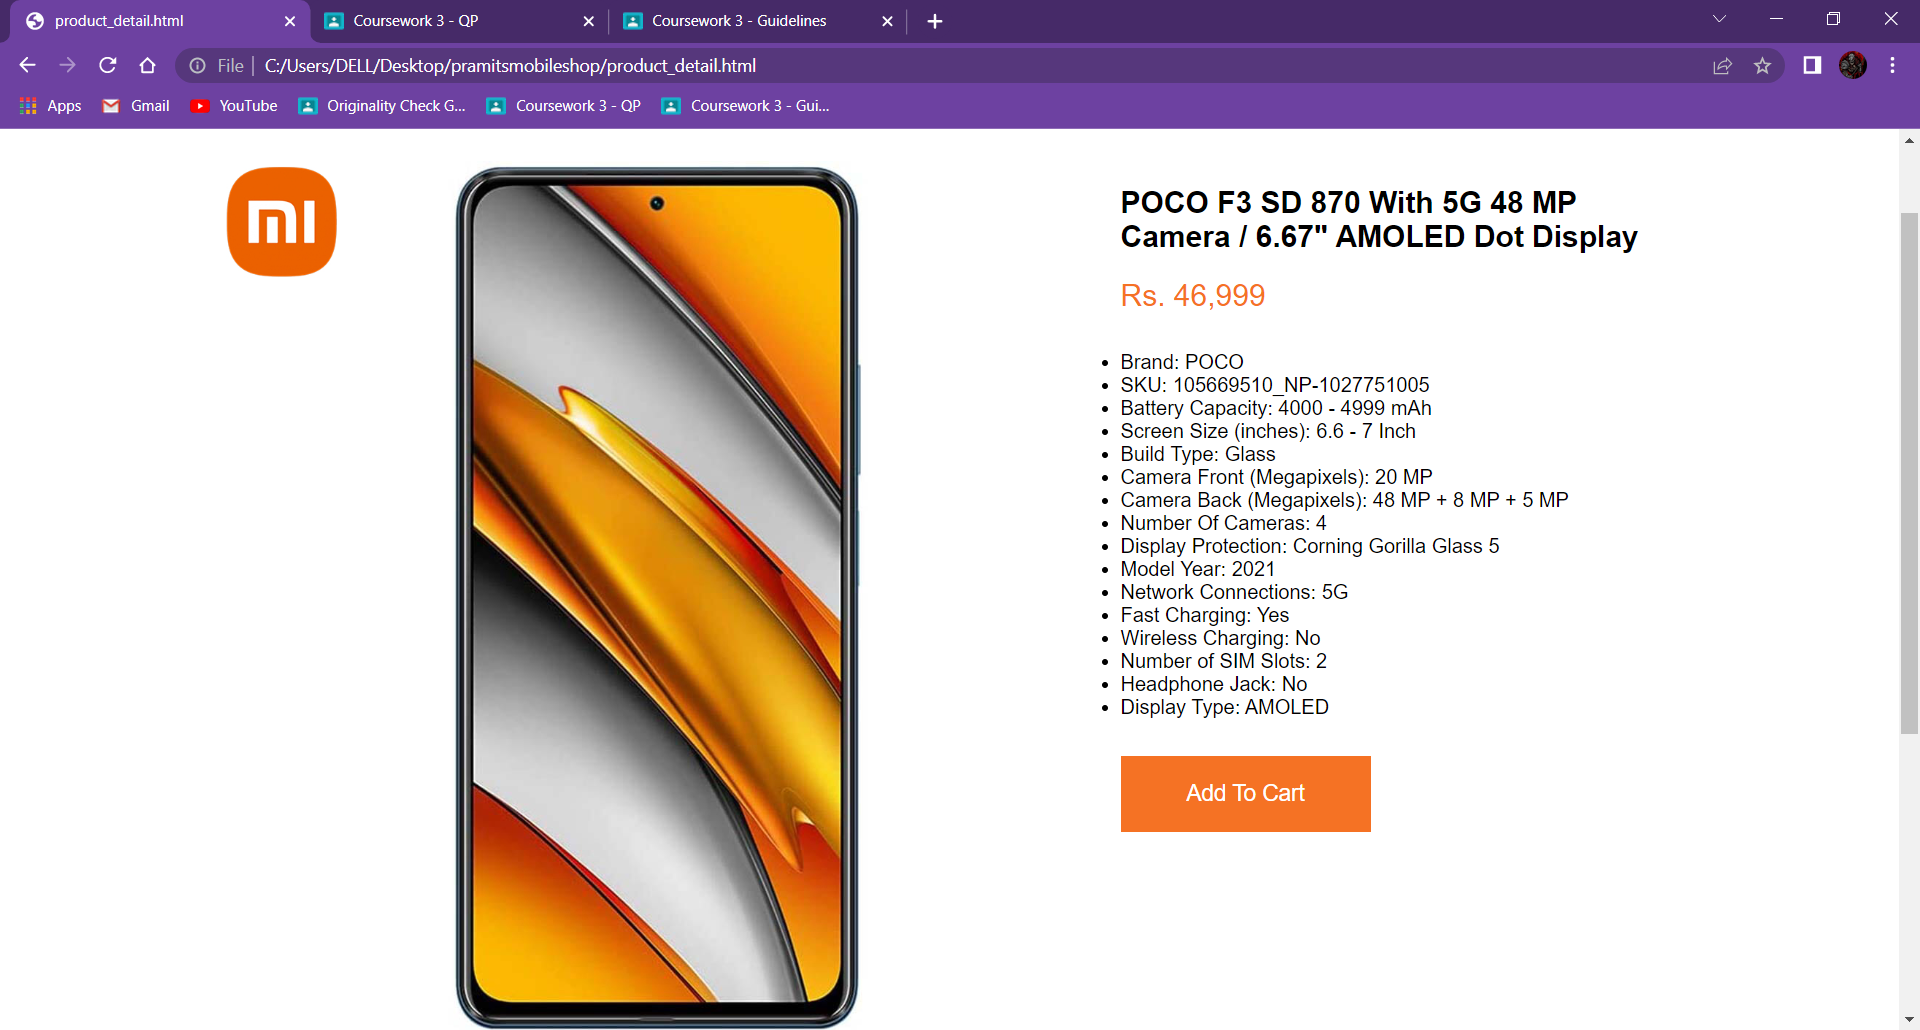 product_detail.html
Coursework 3 - QP
Coursework 3 - Guidelines
File
C:/Users/DELL/Desktop/pramitsmobileshop/product_detail.html
Apps
Gmail
YouTube
Originality Check G...
Coursework 3 - QP
Coursework 3 - Gui...
mi
POCO F3 SD 870 With 5G 48 MP
Camera / 6.67" AMOLED Dot Display
Rs. 46,999
Brand: POCO
SKU: 105669510_NP-1027751005
Battery Capacity: 4000 - 4999 mAh
Screen Size (inches): 6.6 - 7 Inch
Build Type: Glass
Camera Front (Megapixels): 20 MP
Camera Back (Megapixels): 48 MP + 8 MP + 5 MP
Number Of Cameras: 4
Display Protection: Corning Gorilla Glass 5
Model Year: 2021
Network Connections: 5G
Fast Charging: Yes
Wireless Charging: No
Number of SIM Slots: 2
Headphone Jack: No
Display Type: AMOLED
Add To Cart